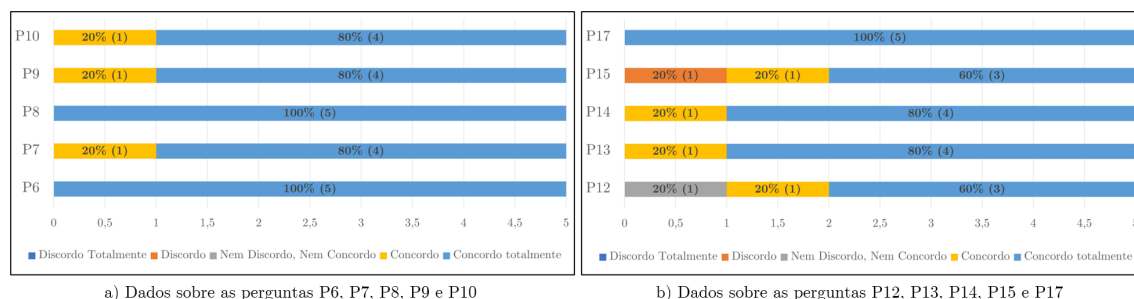 P10 20% (1) 80% (4)
P9 20% (1) 80% (4)
P8 100% (5)
P7 20% (1) 80% (4)
P6 100% (5)
0 0,5 1 1,5 2 2,5 3 3,5 4 4,5 5
Discordo Totalmente Discordo Nem Discordo, Nem Concordo Concordo Concordo totalmente
a) Dados sobre as perguntas P6, P7, P8, P9 e P10
P17 100% (5)
P15 20% (1) 20% (1) 60% (3)
P14 20% (1) 80% (4)
P13 20% (1) 80% (4)
P12 20% (1) 20% (1) 60% (3)
0 0,5 1 1,5 2 2,5 3 3,5 4 4,5 5
Discordo Totalmente Discordo Nem Discordo, Nem Concordo Concordo Concordo totalmente
b) Dados sobre as perguntas P12, P13, P14, P15 e P17